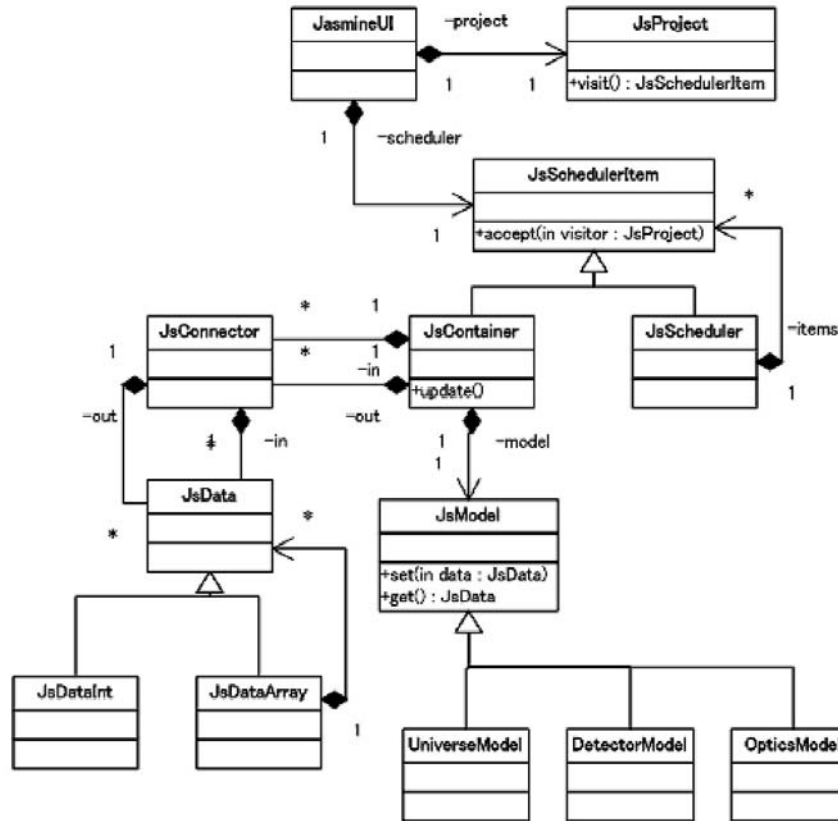 JasmineUI
-project
JsProject
1
1
+visit() : JsSchedulerItem
1
-scheduler
JsSchedulerItem
*
1
+accept(in visitor : JsProject)
*
1
JsConnector
JsContainer
JsScheduler
-items
1
*
1
-in
+update()
1
-out
-out
1
*
-in
1
-model
1
JsData
JsModel
*
*
+set(in data : JsData)
+get() : JsData
JsDataInt
JsDataArray
1
UniverseModel
DetectorModel
OpticsModel